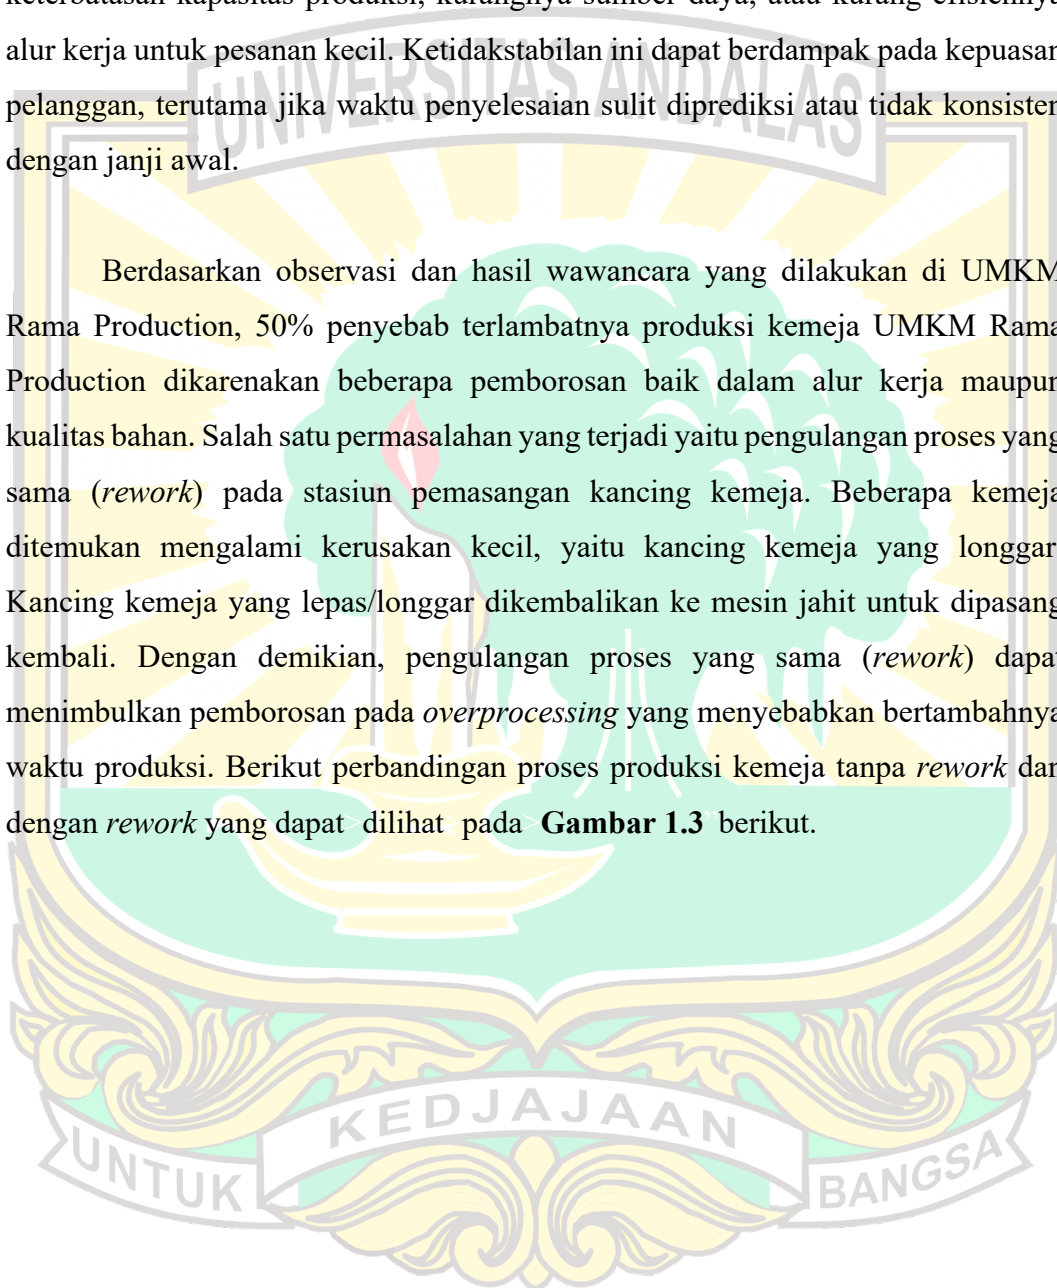 keterbatasan kapasitas produksi, kurangnya sumber daya, atau kurang efisiennya
alur kerja untuk pesanan kecil. Ketidakstabilan ini dapat berdampak pada kepuasan
UNIVERSITAS ANDALAS
pelanggan, terutama jika waktu penyelesaian sulit diprediksi atau tidak konsisten
dengan janji awal.
Berdasarkan observasi dan hasil wawancara yang dilakukan di UMKM
Rama Production, 50% penyebab terlambatnya produksi kemeja UMKM Rama
Production dikarenakan beberapa pemborosan baik dalam alur kerja maupun
kualitas bahan. Salah satu permasalahan yang terjadi yaitu pengulangan proses yang
sama (rework) pada stasiun pemasangan kancing kemeja. Beberapa kemeja
ditemukan mengalami kerusakan kecil, yaitu kancing kemeja yang longgar.
Kancing kemeja yang lepas/longgar dikembalikan ke mesin jahit untuk dipasang
kembali. Dengan demikian, pengulangan proses yang sama (rework) dapat
menimbulkan pemborosan pada overprocessing yang menyebabkan bertambahnya
waktu produksi. Berikut perbandingan proses produksi kemeja tanpa rework dan
dengan rework yang dapat dilihat pada Gambar 1.3 berikut.
UNTUK KEDJAJAAN BANGSA